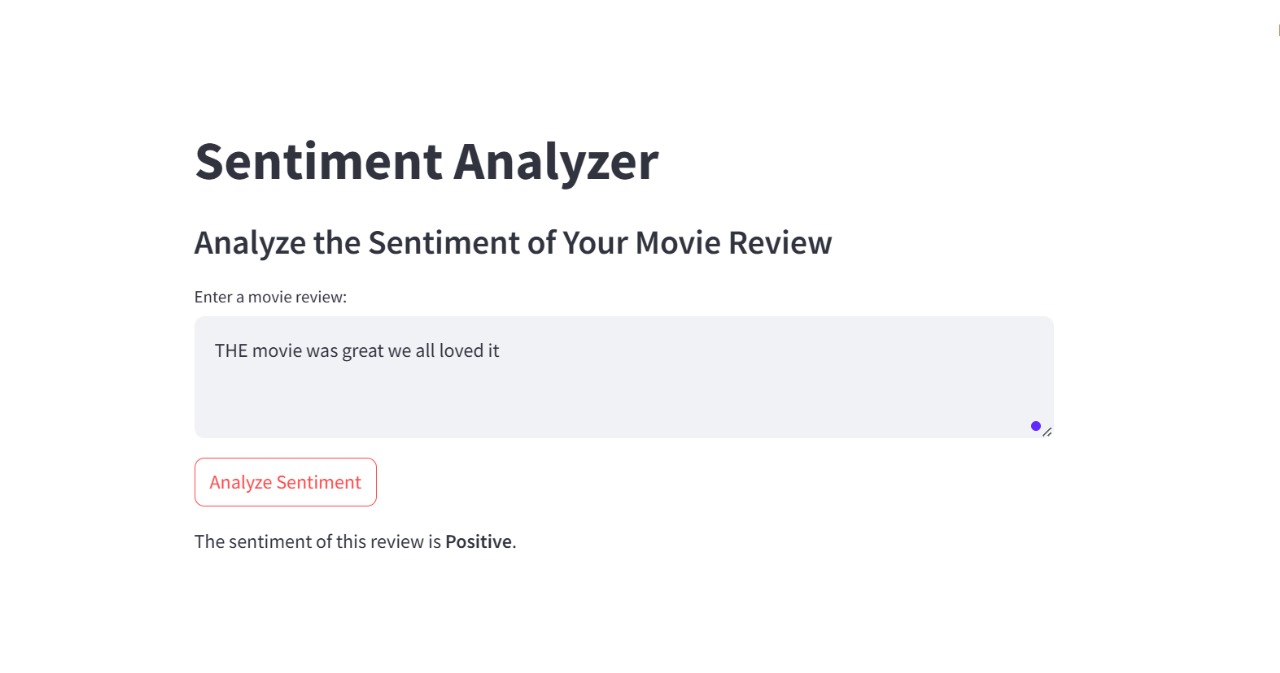 Sentiment Analyzer
Analyze the Sentiment of Your Movie Review
Enter a movie review:
THE movie was great we all loved it
Analyze Sentiment
The sentiment of this review is Positive.